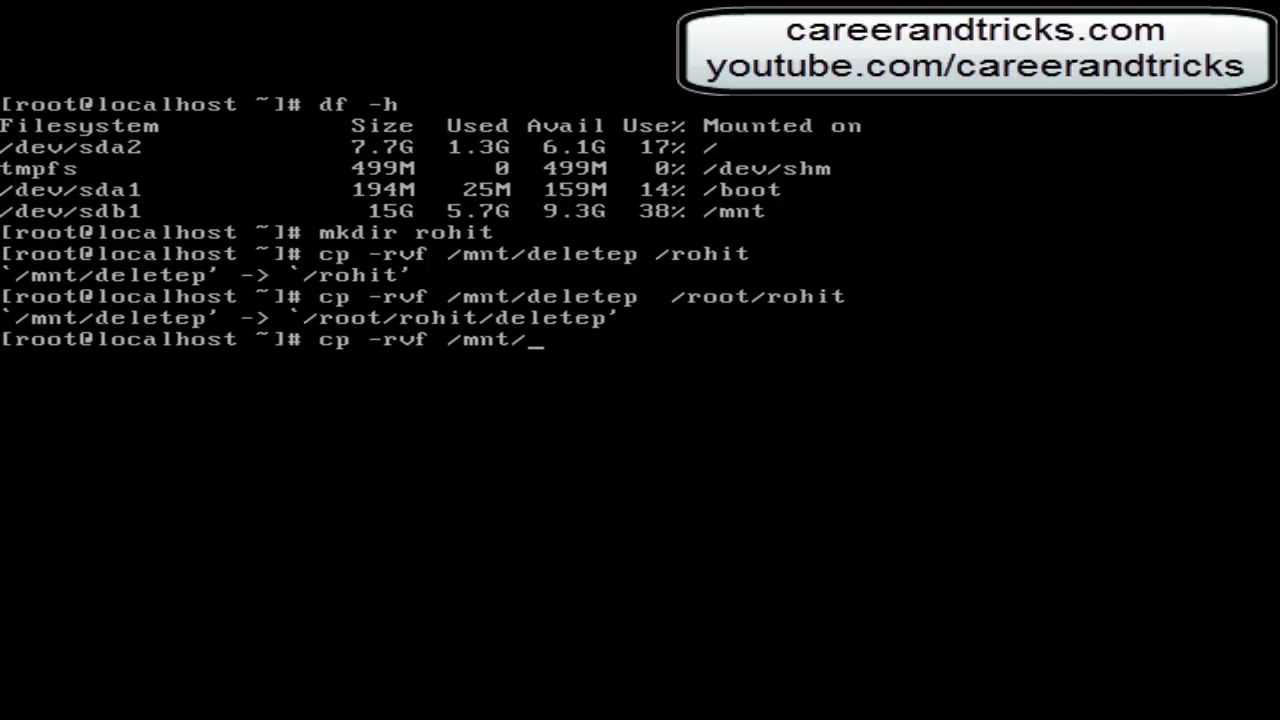 careerandtricks.com
youtube.com/careerandtricks
[root@localhost ~]# df -h
Filesystem Size Used Avail Use% Mounted on
/dev/sda2 7.7G 1.3G 6.1G 17% /
tmpfs 499M 0 499M 0% /dev/shm
/dev/sda1 194M 25M 159M 14% /boot
/dev/sdb1 15G 5.7G 9.3G 38% /mnt
[root@localhost ~]# mkdir rohit
[root@localhost ~]# cp -rvf /mnt/deletep /rohit
`/mnt/deletep' -> `/rohit'
[root@localhost ~]# cp -rvf /mnt/deletep  /root/rohit
`/mnt/deletep' -> `/root/rohit/deletep'
[root@localhost ~]# cp -rvf /mnt/_